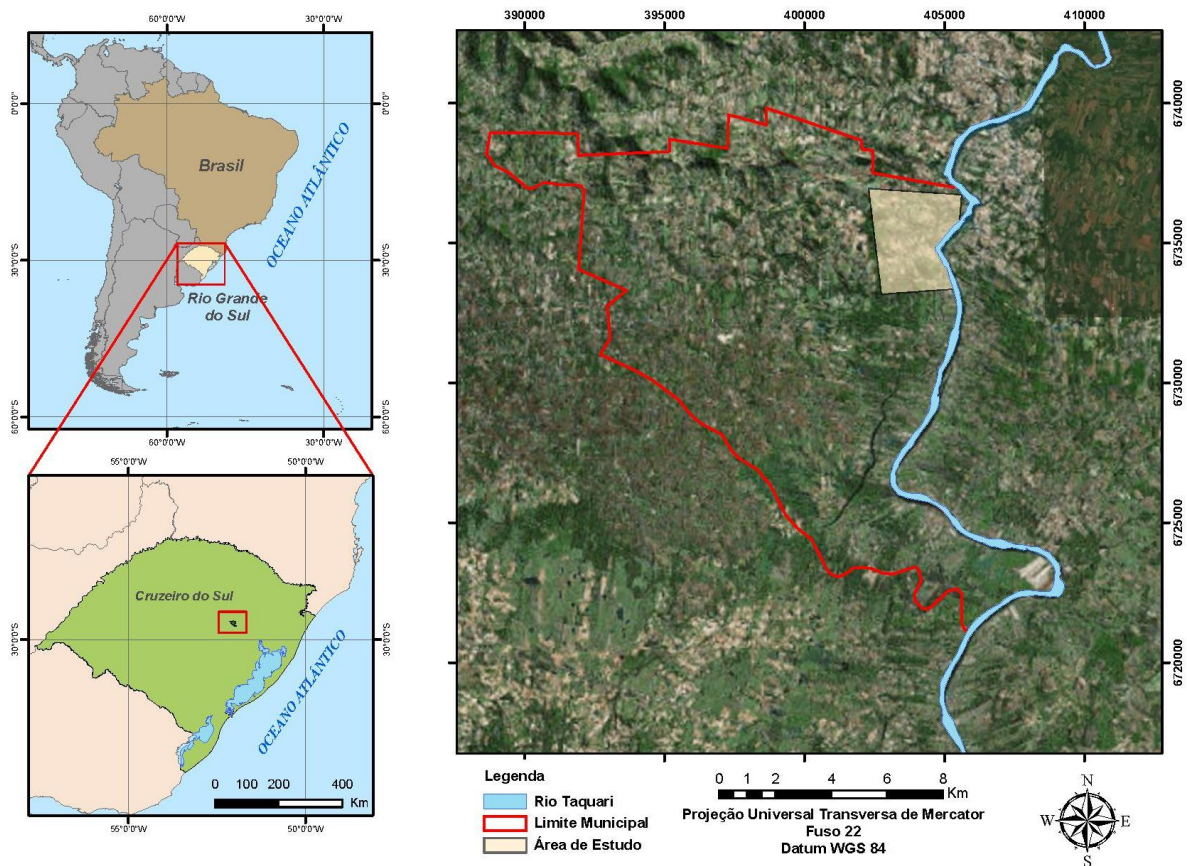 60°0'0"W 30°0'0"W
0°0'0" 0°0'0"
30°0'0"S 30°0'0"S
60°0'0"S 60°0'0"S
Brasil
OCEANO ATLÂNTICO
Rio Grande
do Sul
60°0'0"W 30°0'0"W
55°0'0"W 50°0'0"W
Cruzeiro do Sul
30°0'0"S 30°0'0"S
OCEANO ATLÂNTICO
0 100 200 400
Km
55°0'0"W 50°0'0"W
390000 395000 400000 405000 410000
6740000
6735000
6730000
6725000
6720000
Legenda
Rio Taquari
Limite Municipal
Área de Estudo
0 1 2 4 6 8
Km
Projeção Universal Transversa de Mercator
Fuso 22
Datum WGS 84
N
W E
S